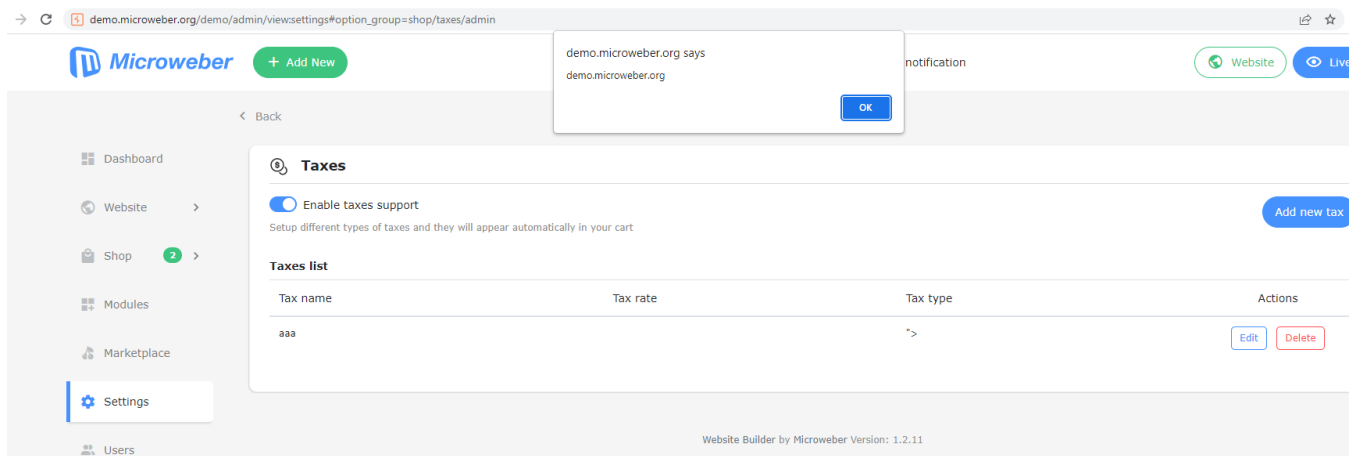 demo.microweber.org/demo/admin/view:settings#option_group=shop/taxes/admin
Microweber
+ Add New
demo.microweber.org says
demo.microweber.org
OK
notification
Website
Live
Back
Dashboard
Website
Shop 2
Modules
Marketplace
Settings
Users
Taxes
Enable taxes support
Setup different types of taxes and they will appear automatically in your cart
Add new tax
Taxes list
Tax name Tax rate Tax type Actions
aaa "> Edit Delete
Website Builder by Microweber Version: 1.2.11